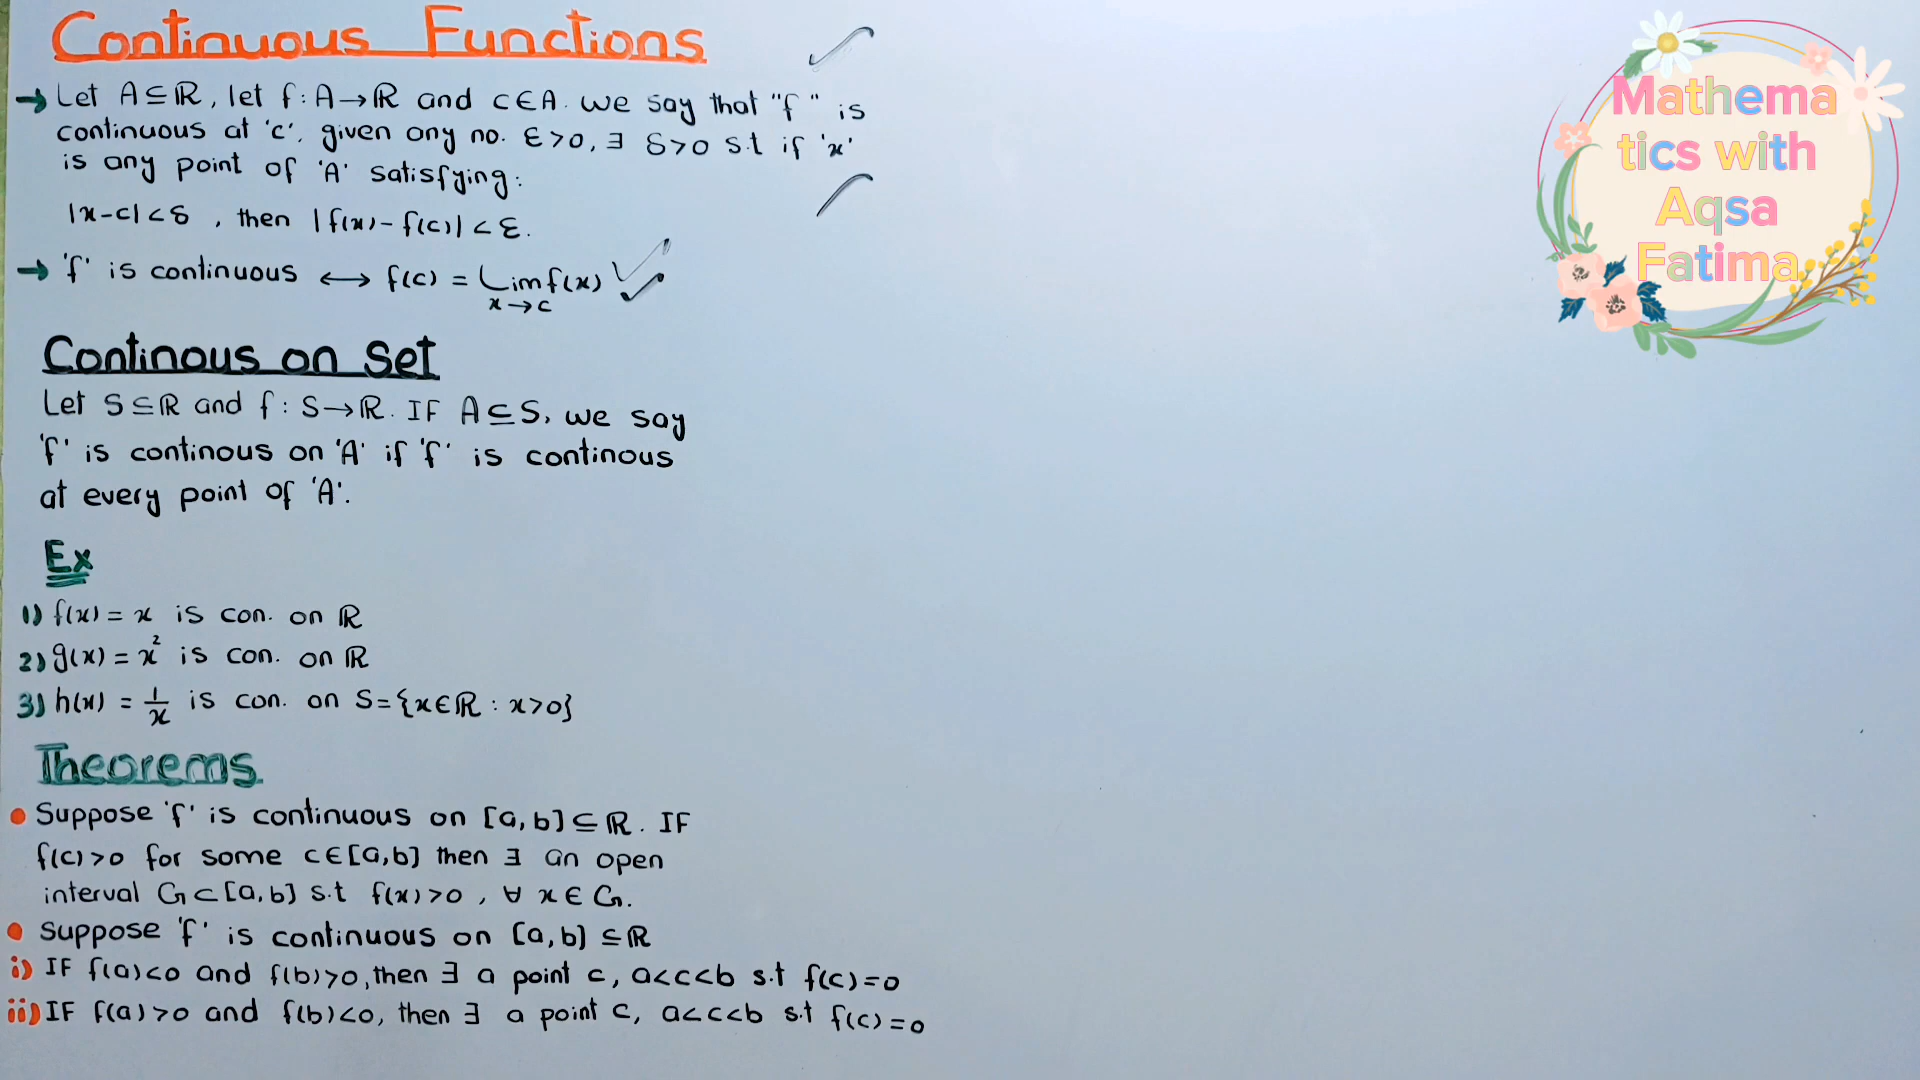 Continuous Functions
→ Let A⊆ℝ, let f:A→ℝ and c∈A. we say that "f" is
continuous at 'c', given any no. ε>0, ∃ δ>0 s.t if 'x'
is any point of 'A' satisfying:
|x-c|<δ , then |f(x)-f(c)|<ε.
→ 'f' is continuous ⟷ f(c) = Lim f(x)
x→c
Continous on Set
Let S⊆ℝ and f: S→ℝ. IF A⊆S, we say
'f' is continous on 'A' if 'f' is continous
at every point of 'A'.
Ex
1) f(x) = x is con. on ℝ
2) g(x) = x² is con. on ℝ
3) h(x) = 1/x is con. on S={x∈ℝ : x>0}
Theorems
• Suppose 'f' is continuous on [a,b]⊆ℝ. IF
f(c)>0 for some c∈[a,b] then ∃ an open
interval G⊂[a,b] s.t f(x)>0, ∀ x∈G.
• Suppose 'f' is continuous on [a,b]⊆ℝ
i) IF f(a)<0 and f(b)>0, then ∃ a point c, a<c<b s.t f(c)=0
ii) IF f(a)>0 and f(b)<0, then ∃ a point c, a<c<b s.t f(c)=0
Mathema
tics with
Aqsa
Fatima